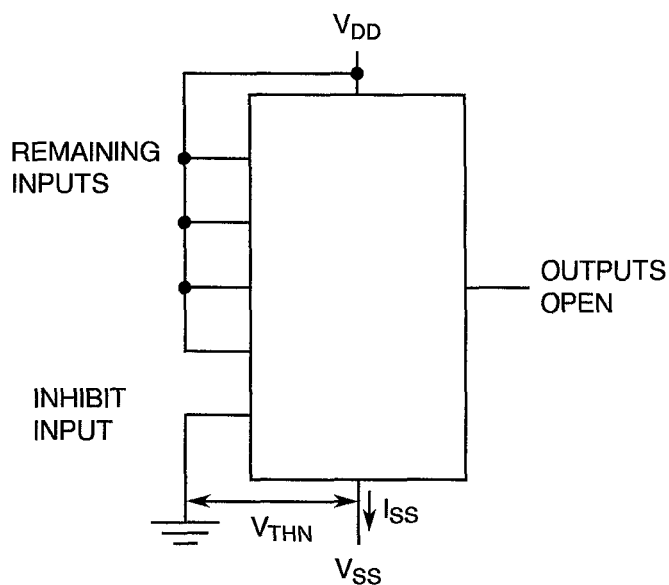 VDD
REMAINING
INPUTS
OUTPUTS
OPEN
INHIBIT
INPUT
VTHN
ISS
VSS